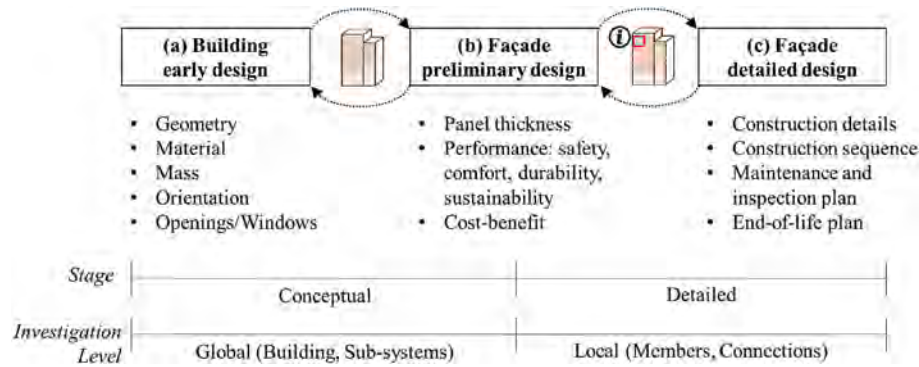 (a) Building
early design
(b) Façade
preliminary design
i
(c) Façade
detailed design
• Geometry
• Material
• Mass
• Orientation
• Openings/Windows
• Panel thickness
• Performance: safety,
comfort, durability,
sustainability
• Cost-benefit
• Construction details
• Construction sequence
• Maintenance and
inspection plan
• End-of-life plan
Stage
Conceptual
Detailed
Investigation
Level
Global (Building, Sub-systems)
Local (Members, Connections)